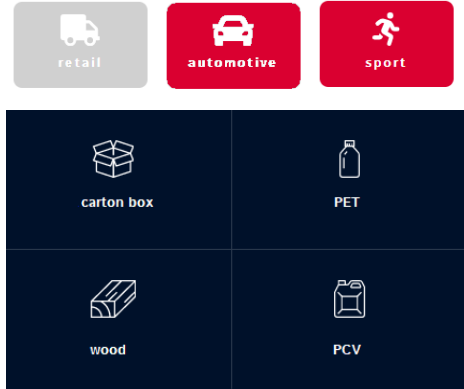 retail
automotive
sport
carton box
PET
wood
PCV